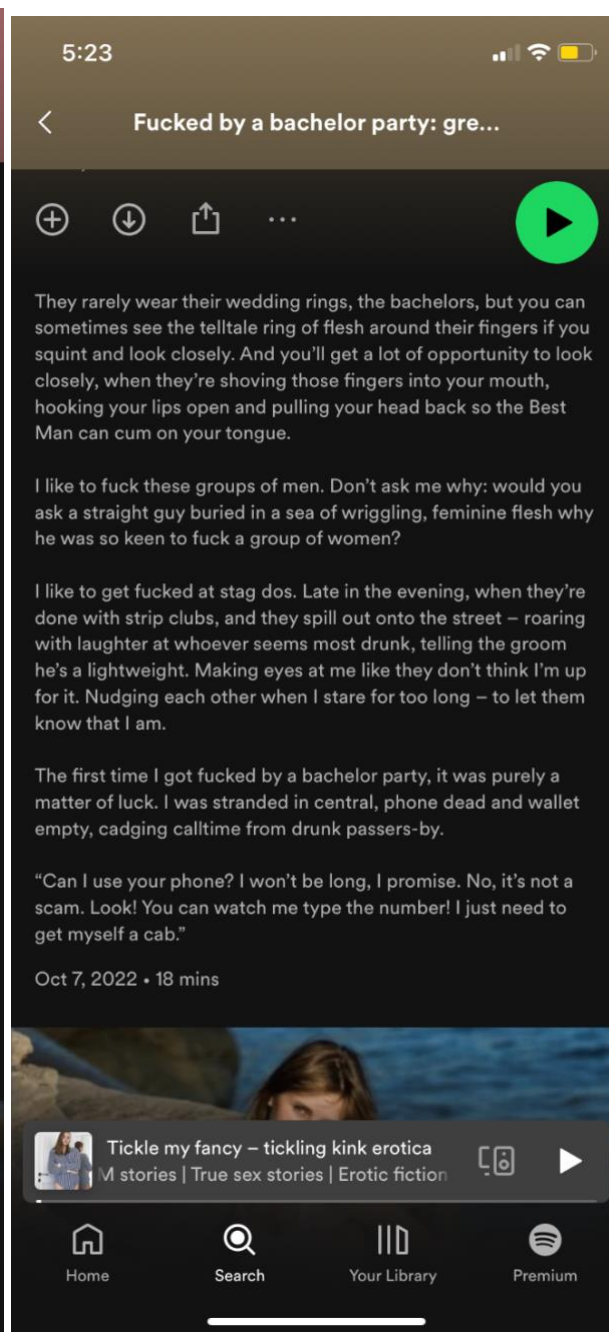 5:23
Fucked by a bachelor party: gre...
They rarely wear their wedding rings, the bachelors, but you can
sometimes see the telltale ring of flesh around their fingers if you
squint and look closely. And you’ll get a lot of opportunity to look
closely, when they’re shoving those fingers into your mouth,
hooking your lips open and pulling your head back so the Best
Man can cum on your tongue.
I like to fuck these groups of men. Don’t ask me why: would you
ask a straight guy buried in a sea of wriggling, feminine flesh why
he was so keen to fuck a group of women?
I like to get fucked at stag dos. Late in the evening, when they’re
done with strip clubs, and they spill out onto the street – roaring
with laughter at whoever seems most drunk, telling the groom
he’s a lightweight. Making eyes at me like they don’t think I’m up
for it. Nudging each other when I stare for too long – to let them
know that I am.
The first time I got fucked by a bachelor party, it was purely a
matter of luck. I was stranded in central, phone dead and wallet
empty, cadging calltime from drunk passers-by.
“Can I use your phone? I won’t be long, I promise. No, it’s not a
scam. Look! You can watch me type the number! I just need to
get myself a cab.”
Oct 7, 2022 • 18 mins
Tickle my fancy – tickling kink erotica
M stories | True sex stories | Erotic fiction
Home
Search
Your Library
Premium